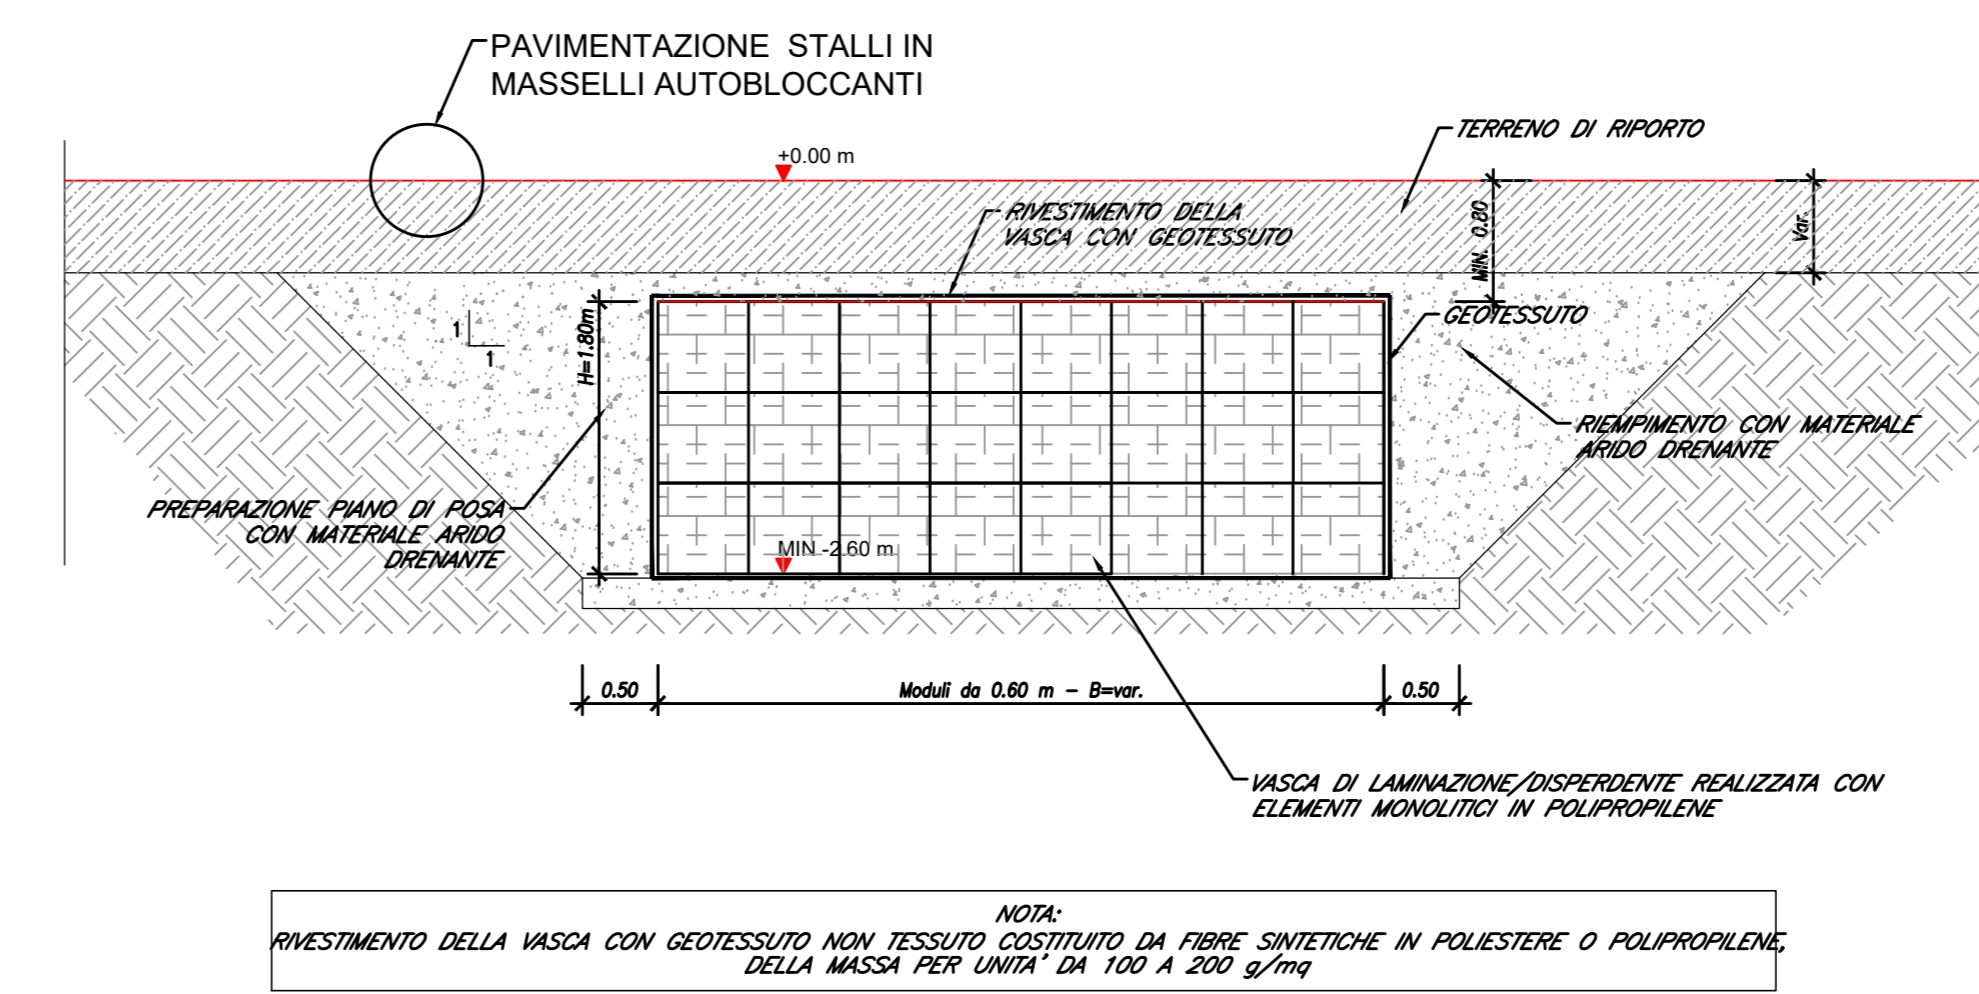 PAVIMENTAZIONE STALLI IN
MASSELLI AUTOBLOCCANTI
TERRENO DI RIPORTO
+0.00 m
RIVESTIMENTO DELLA
VASCA CON GEOTESSUTO
MIN. 0.80
Var.
GEOTESSUTO
1
1
H=1.80m
RIEMPIMENTO CON MATERIALE
ARIDO DRENANTE
PREPARAZIONE PIANO DI POSA
CON MATERIALE ARIDO
DRENANTE
MIN -2.60 m
0.50
Moduli da 0.60 m - B=var.
0.50
VASCA DI LAMINAZIONE/DISPERDENTE REALIZZATA CON
ELEMENTI MONOLITICI IN POLIPROPILENE
NOTA:
RIVESTIMENTO DELLA VASCA CON GEOTESSUTO NON TESSUTO COSTITUITO DA FIBRE SINTETICHE IN POLIESTERE O POLIPROPILENE,
DELLA MASSA PER UNITA' DA 100 A 200 g/mq